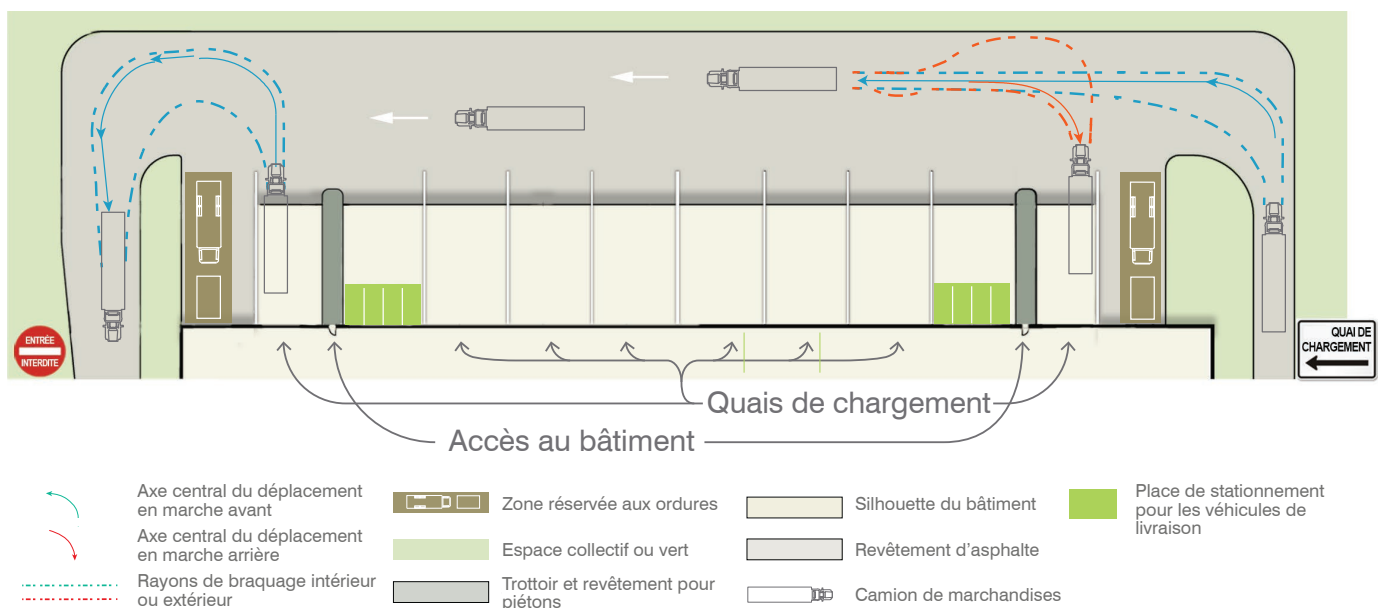 ENTRÉE
INTERDITE
QUAI DE
CHARGEMENT
Quais de chargement
Accès au bâtiment
Axe central du déplacement
en marche avant
Axe central du déplacement
en marche arrière
Rayons de braquage intérieur
ou extérieur
Zone réservée aux ordures
Espace collectif ou vert
Trottoir et revêtement pour
piétons
Silhouette du bâtiment
Revêtement d'asphalte
Camion de marchandises
Place de stationnement
pour les véhicules de
livraison